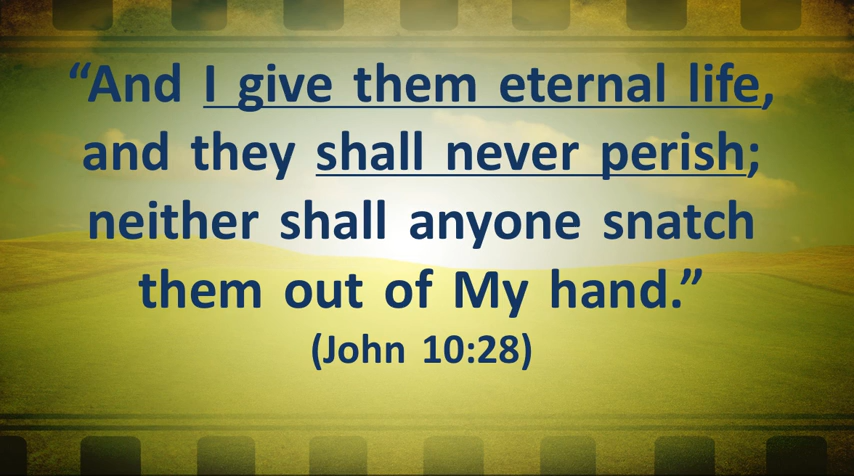 “And I give them eternal life,
and they shall never perish;
neither shall anyone snatch
them out of My hand.”
(John 10:28)